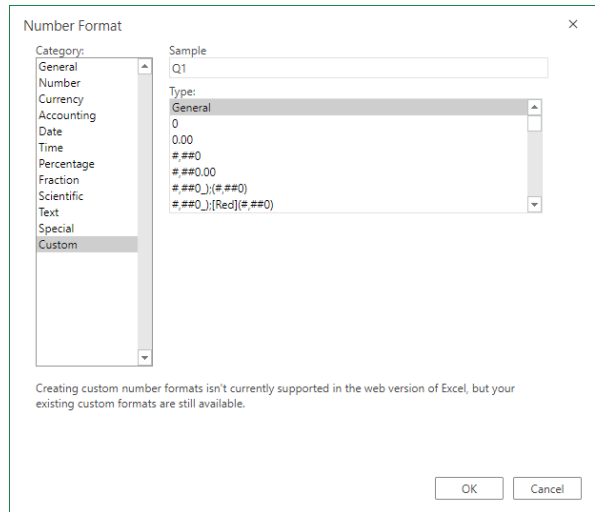 Number Format
Category:
General
Number
Currency
Accounting
Date
Time
Percentage
Fraction
Scientific
Text
Special
Custom
Sample
Q1
Type:
General
0
0.00
#,##0
#,##0.00
#,##0_);(#,##0)
#,##0_);[Red](#,##0)
Creating custom number formats isn't currently supported in the web version of Excel, but your
existing custom formats are still available.
OK
Cancel